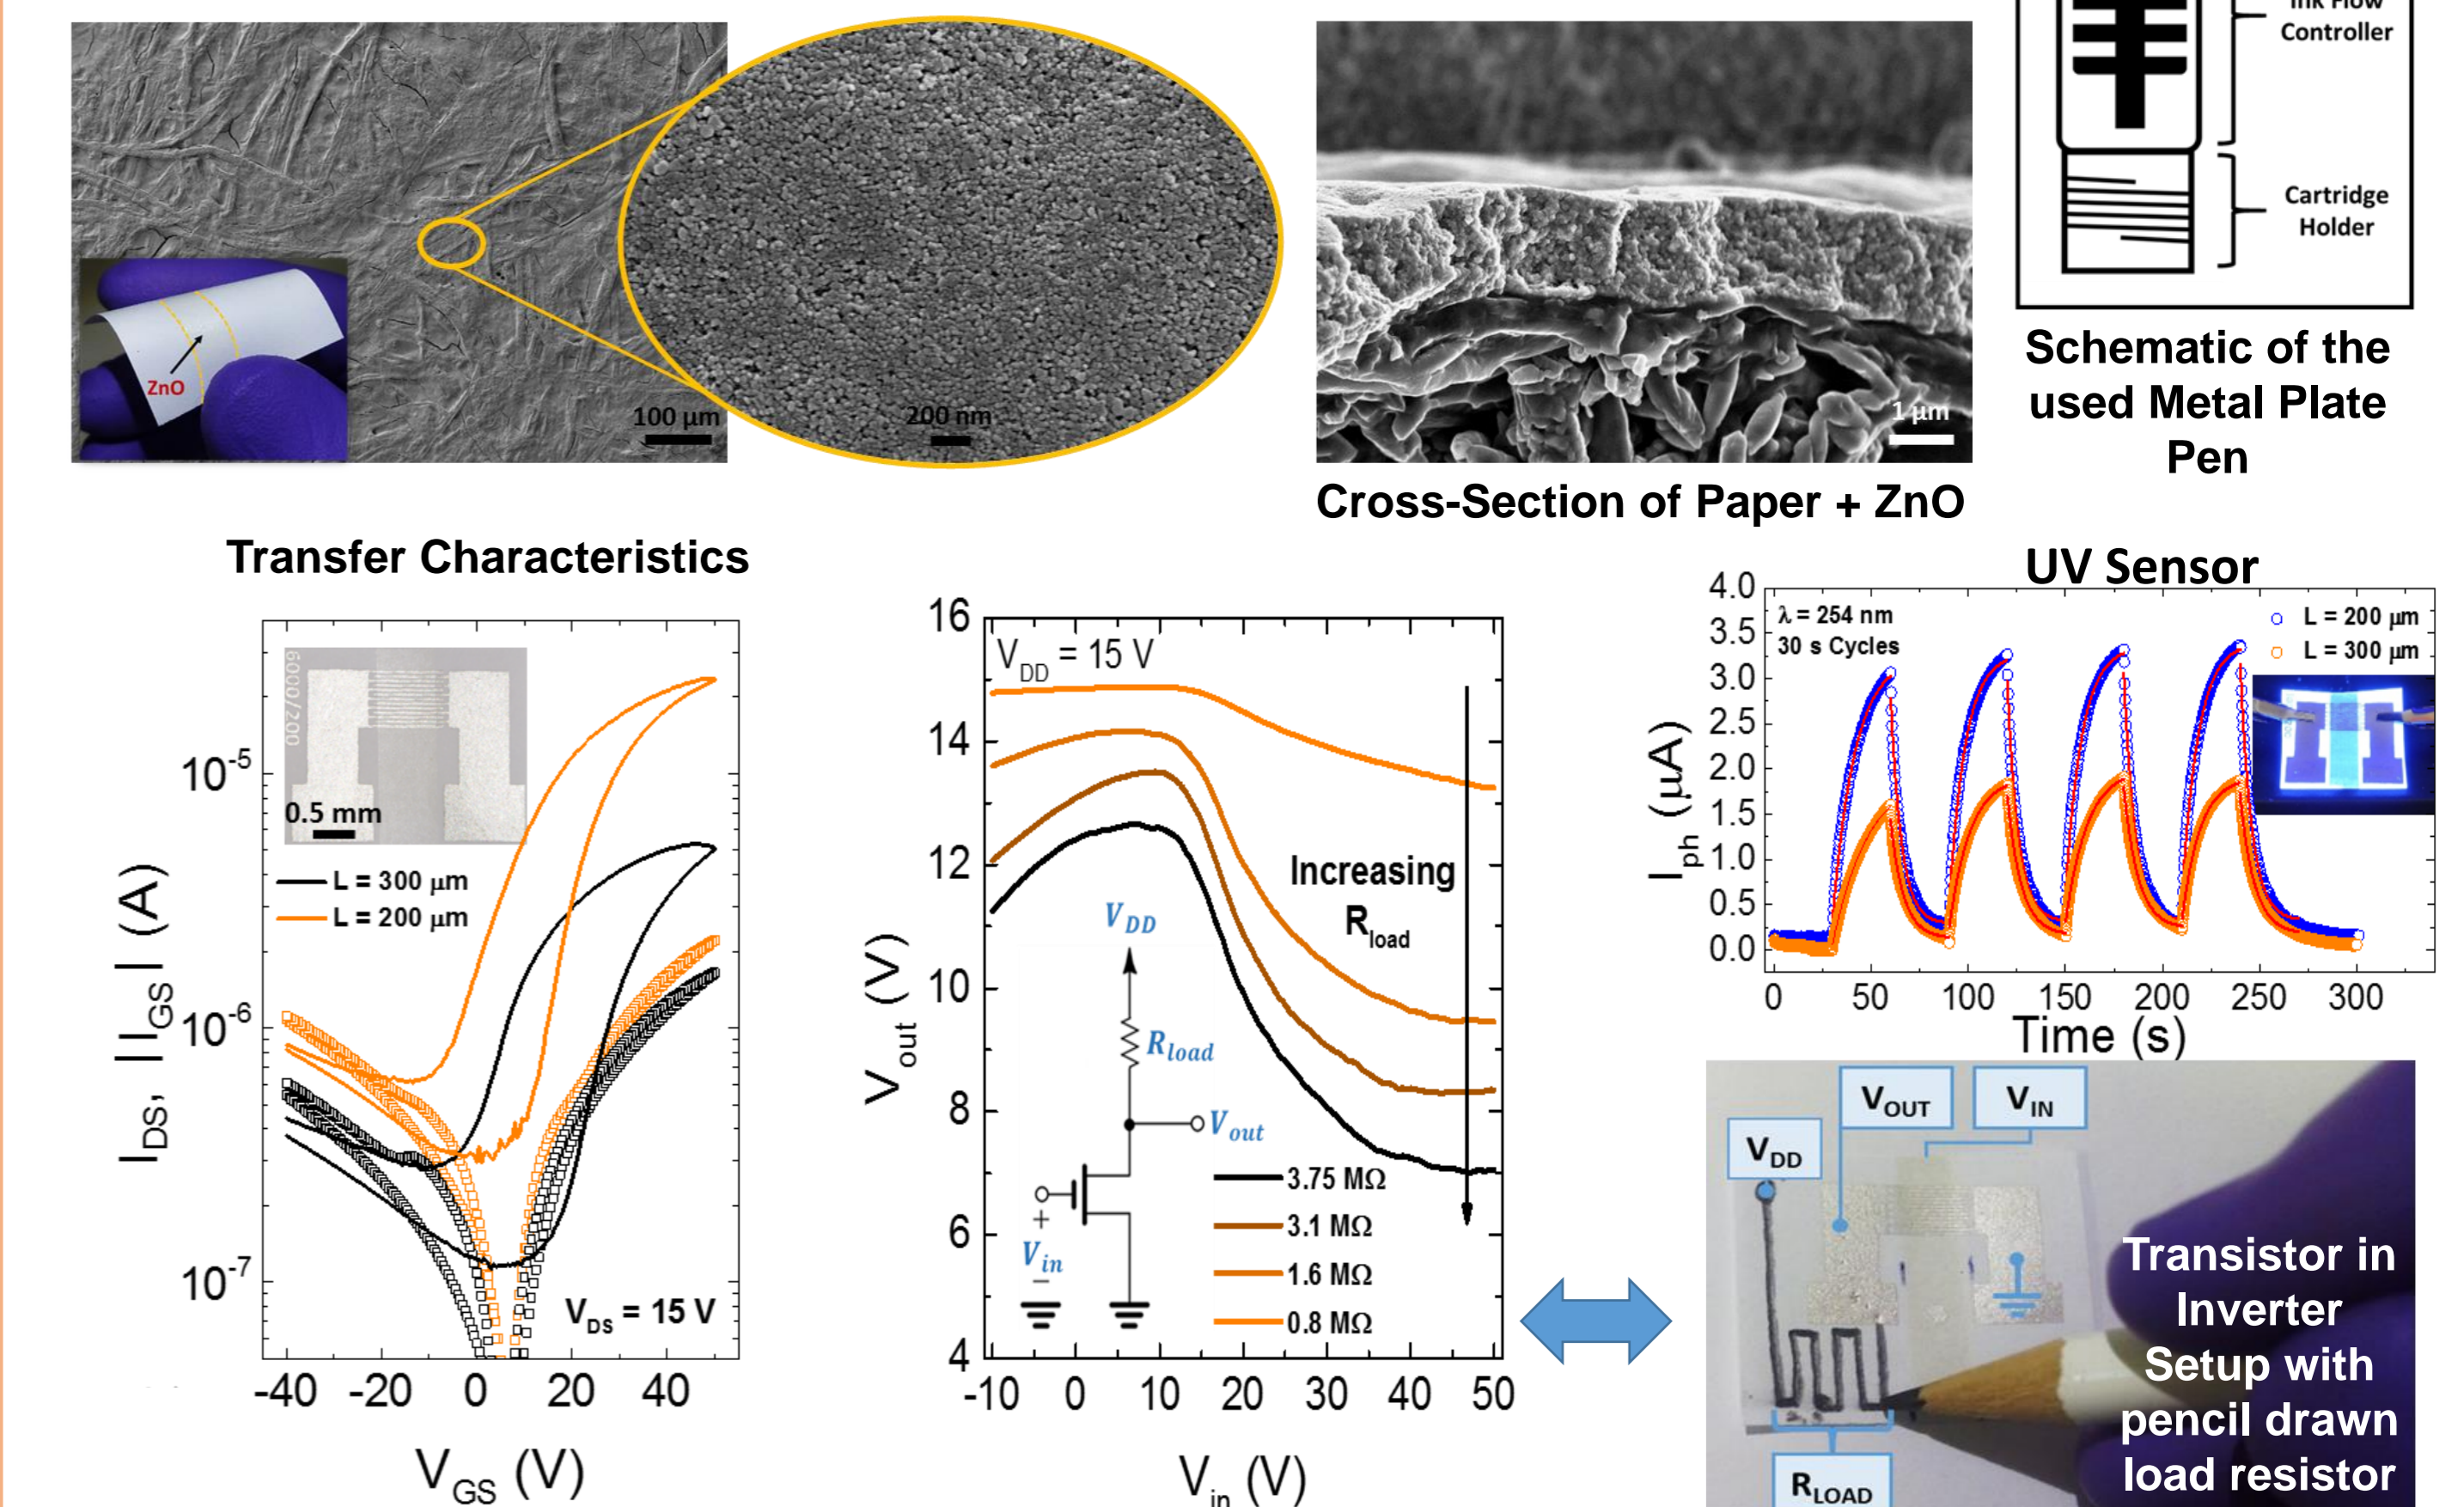 Ink Flow
Controller
Cartridge
Holder
Schematic of the
used Metal Plate
Pen
ZnO
100 µm
200 nm
1 µm
Cross-Section of Paper + ZnO
Transfer Characteristics
6000/200
0.5 mm
L = 300 µm
L = 200 µm
V_DS = 15 V
10^-5
10^-6
10^-7
I_DS, |I_GS| (A)
-40 -20 0 20 40
V_GS (V)
16
14
12
10
8
6
4
V_DD = 15 V
Increasing
R_load
V_DD
R_load
V_out
V_in
+
−
3.75 MΩ
3.1 MΩ
1.6 MΩ
0.8 MΩ
V_out (V)
-10 0 10 20 30 40 50
V_in (V)
UV Sensor
4.0
3.5
3.0
2.5
2.0
1.5
1.0
0.5
0.0
λ = 254 nm
30 s Cycles
L = 200 µm
L = 300 µm
I_ph (µA)
0 50 100 150 200 250 300
Time (s)
V_OUT
V_IN
V_DD
R_LOAD
Transistor in
Inverter
Setup with
pencil drawn
load resistor